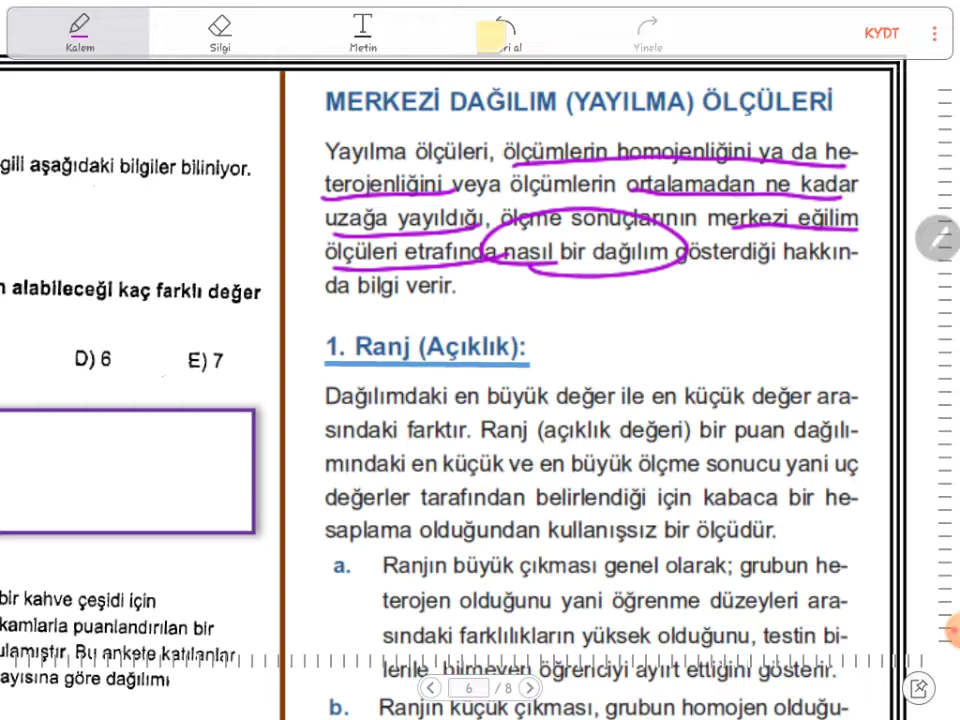 Kalem
Silgi
Metin
Yinele
KYDT
gili aşağıdaki bilgiler biliniyor.
alabileceği kaç farklı değer
D) 6
E) 7
bir kahve çeşidi için
kamlarla puanlandırılan bir
ulamıştır. Bu ankete katılanlar
ayısına göre dağılımı
MERKEZİ DAĞILIM (YAYILMA) ÖLÇÜLERİ
Yayılma ölçüleri, ölçümlerin homojenliğini ya da he-
terojenliğini veya ölçümlerin ortalamadan ne kadar
uzağa yayıldığı, ölçme sonuçlarının merkezi eğilim
ölçüleri etrafında nasıl bir dağılım gösterdiği hakkın-
da bilgi verir.
1. Ranj (Açıklık):
Dağılımdaki en büyük değer ile en küçük değer ara-
sındaki farktır. Ranj (açıklık değeri) bir puan dağılı-
mındaki en küçük ve en büyük ölçme sonucu yani uç
değerler tarafından belirlendiği için kabaca bir he-
saplama olduğundan kullanışsız bir ölçüdür.
a. Ranjın büyük çıkması genel olarak; grubun he-
terojen olduğunu yani öğrenme düzeyleri ara-
sındaki farklılıkların yüksek olduğunu, testin bi-
lenle, bilmeyen öğrenciyi ayırt ettiğini gösterir.
b. Ranjın küçük çıkması, grubun homojen olduğu-
6 / 8